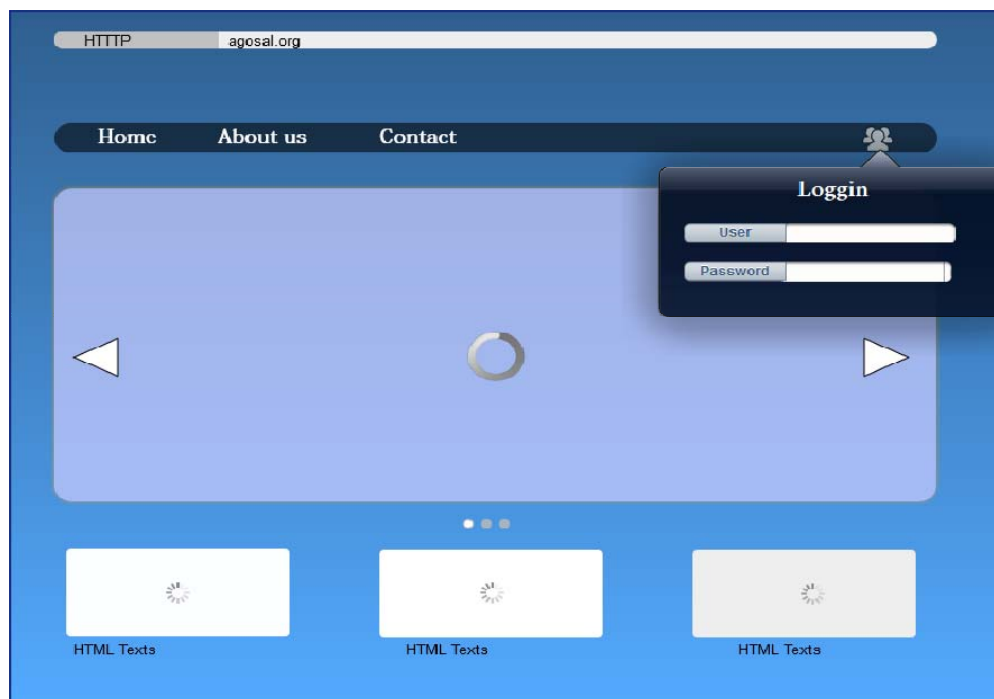 HTTTP agosal.org
Home About us Contact
Loggin
User
Password
HTML Texts HTML Texts HTML Texts